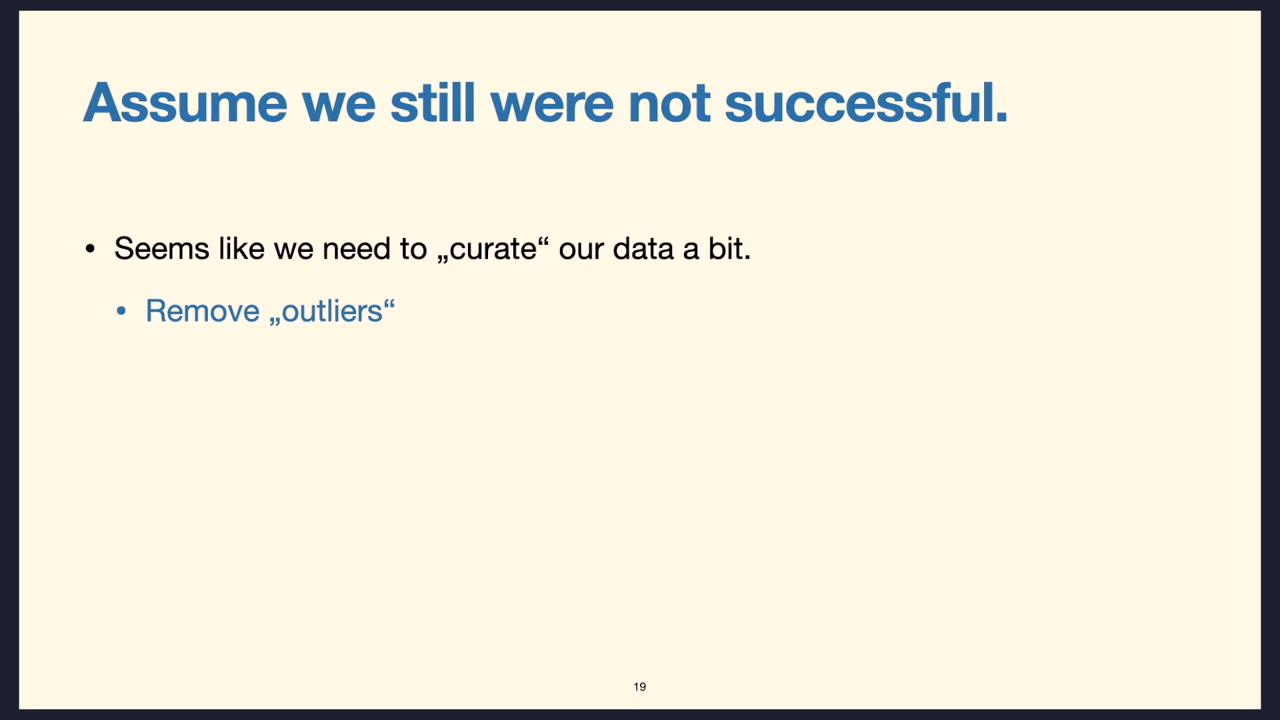 Assume we still were not successful.
• Seems like we need to „curate“ our data a bit.
• Remove „outliers“
19